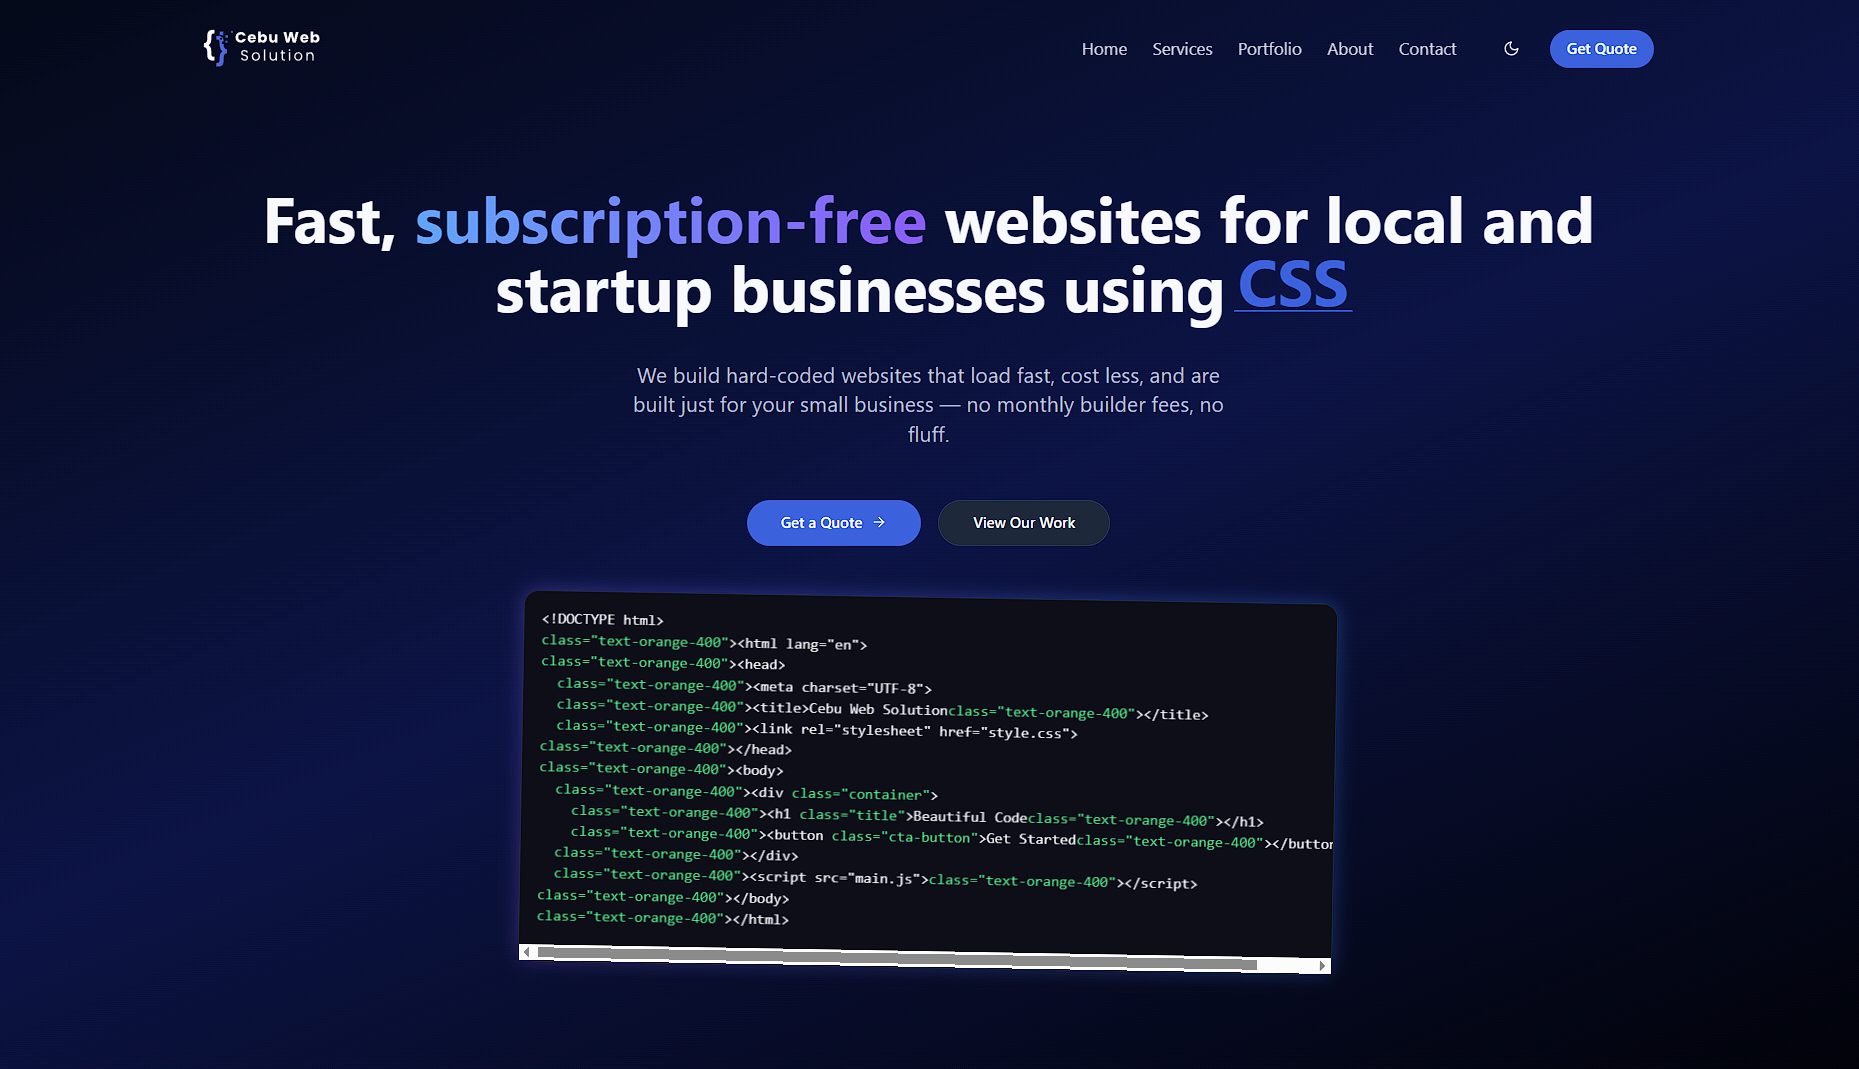 Cebu Web
Solution
Home Services Portfolio About Contact Get Quote
Fast, subscription-free websites for local and
startup businesses using CSS
We build hard-coded websites that load fast, cost less, and are
built just for your small business — no monthly builder fees, no
fluff.
Get a Quote → View Our Work
<!DOCTYPE html>
class="text-orange-400"><html lang="en">
class="text-orange-400"><head>
  class="text-orange-400"><meta charset="UTF-8">
  class="text-orange-400"><title>Cebu Web Solutionclass="text-orange-400"></title>
  class="text-orange-400"><link rel="stylesheet" href="style.css">
class="text-orange-400"></head>
class="text-orange-400"><body>
  class="text-orange-400"><div class="container">
    class="text-orange-400"><h1 class="title">Beautiful Codeclass="text-orange-400"></h1>
    class="text-orange-400"><button class="cta-button">Get Startedclass="text-orange-400"></button
  class="text-orange-400"></div>
  class="text-orange-400"><script src="main.js">class="text-orange-400"></script>
class="text-orange-400"></body>
class="text-orange-400"></html>